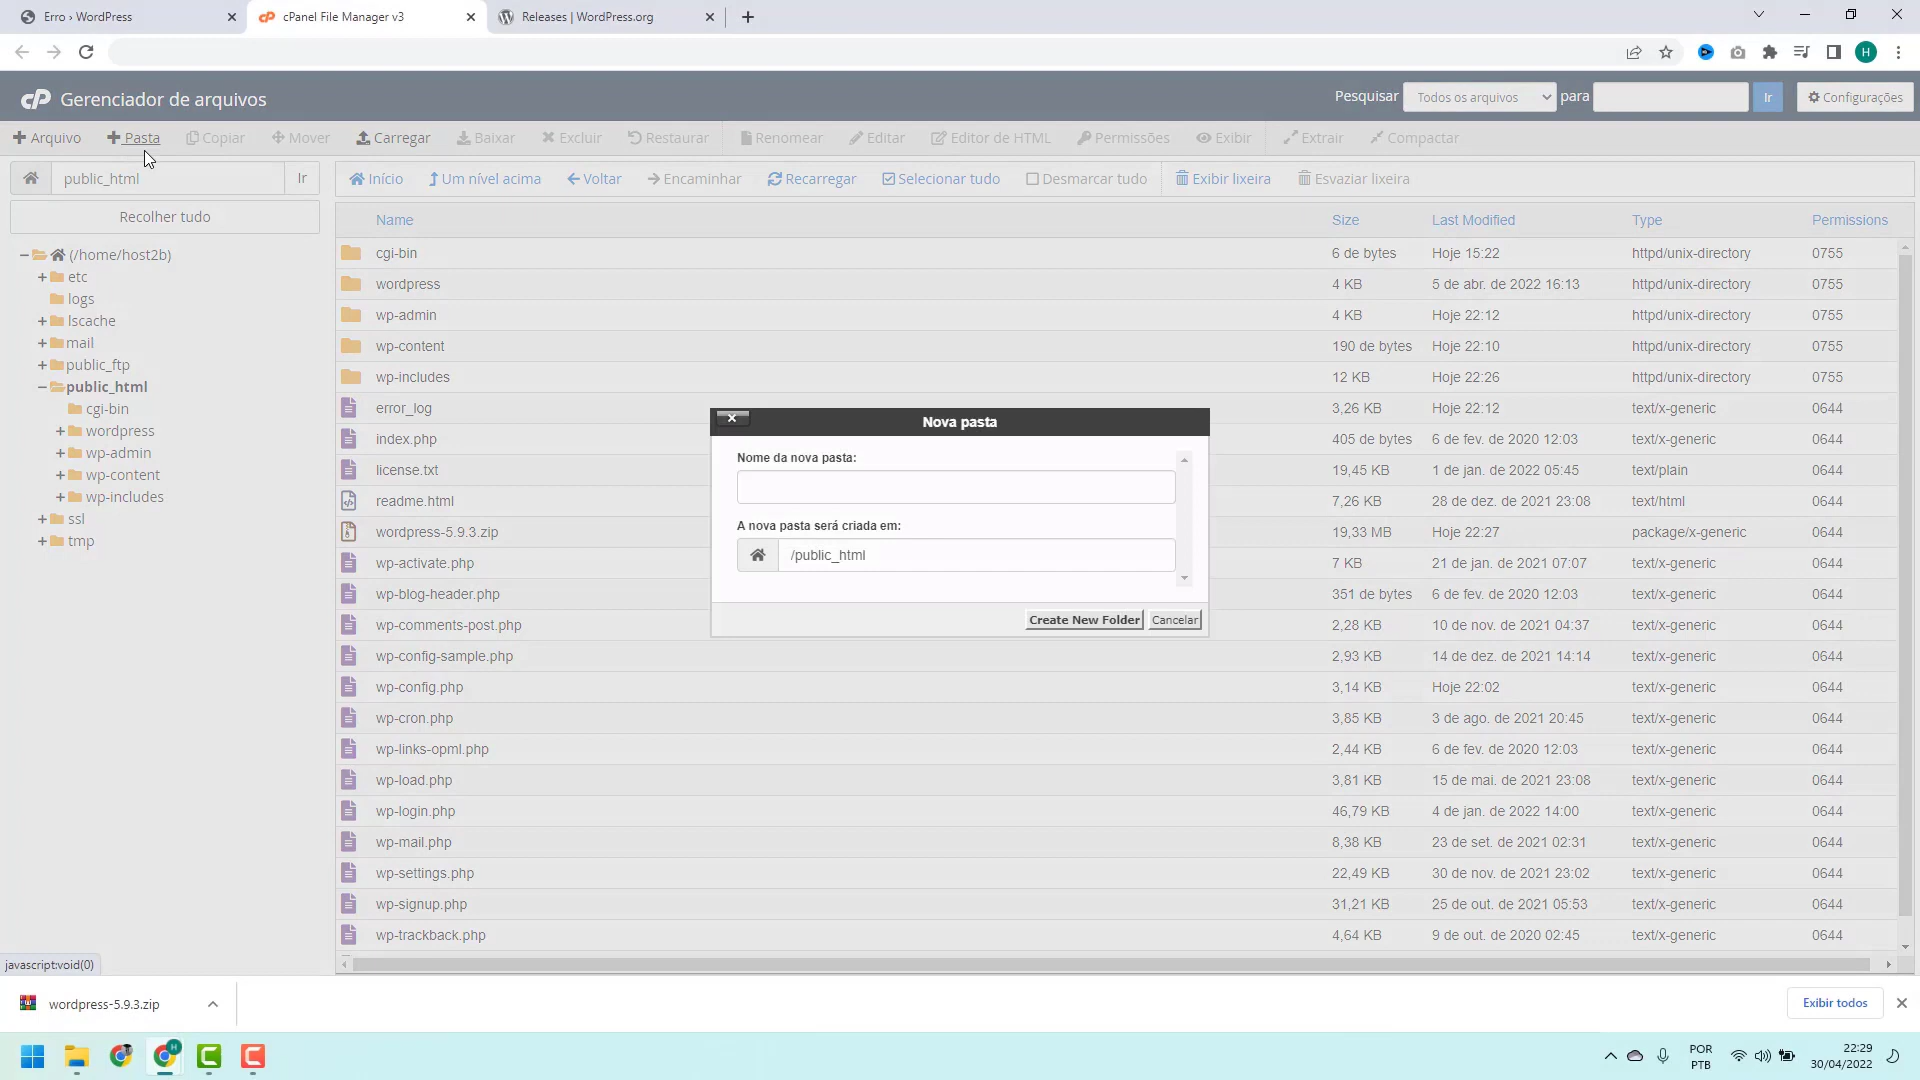 Erro › WordPress
cPanel File Manager v3
Releases | WordPress.org
H
cP Gerenciador de arquivos
Pesquisar Todos os arquivos para Ir Configurações
Arquivo Pasta Copiar Mover Carregar Baixar Excluir Restaurar Renomear Editar Editor de HTML Permissões Exibir Extrair Compactar
public_html Ir
Início Um nível acima Voltar Encaminhar Recarregar Selecionar tudo Desmarcar tudo Exibir lixeira Esvaziar lixeira
Recolher tudo
(/home/host2b)
etc
logs
lscache
mail
public_ftp
public_html
cgi-bin
wordpress
wp-admin
wp-content
wp-includes
ssl
tmp
Name Size Last Modified Type Permissions
cgi-bin 6 de bytes Hoje 15:22 httpd/unix-directory 0755
wordpress 4 KB 5 de abr. de 2022 16:13 httpd/unix-directory 0755
wp-admin 4 KB Hoje 22:12 httpd/unix-directory 0755
wp-content 190 de bytes Hoje 22:10 httpd/unix-directory 0755
wp-includes 12 KB Hoje 22:26 httpd/unix-directory 0755
error_log 3,26 KB Hoje 22:12 text/x-generic 0644
index.php 405 de bytes 6 de fev. de 2020 12:03 text/x-generic 0644
license.txt 19,45 KB 1 de jan. de 2022 05:45 text/plain 0644
readme.html 7,26 KB 28 de dez. de 2021 23:08 text/html 0644
wordpress-5.9.3.zip 19,33 MB Hoje 22:27 package/x-generic 0644
wp-activate.php 7 KB 21 de jan. de 2021 07:07 text/x-generic 0644
wp-blog-header.php 351 de bytes 6 de fev. de 2020 12:03 text/x-generic 0644
wp-comments-post.php 2,28 KB 10 de nov. de 2021 04:37 text/x-generic 0644
wp-config-sample.php 2,93 KB 14 de dez. de 2021 14:14 text/x-generic 0644
wp-config.php 3,14 KB Hoje 22:02 text/x-generic 0644
wp-cron.php 3,85 KB 3 de ago. de 2021 20:45 text/x-generic 0644
wp-links-opml.php 2,44 KB 6 de fev. de 2020 12:03 text/x-generic 0644
wp-load.php 3,81 KB 15 de mai. de 2021 23:08 text/x-generic 0644
wp-login.php 46,79 KB 4 de jan. de 2022 14:00 text/x-generic 0644
wp-mail.php 8,38 KB 23 de set. de 2021 02:31 text/x-generic 0644
wp-settings.php 22,49 KB 30 de nov. de 2021 23:02 text/x-generic 0644
wp-signup.php 31,21 KB 25 de out. de 2021 05:53 text/x-generic 0644
wp-trackback.php 4,64 KB 9 de out. de 2020 02:45 text/x-generic 0644
Nova pasta
Nome da nova pasta:
A nova pasta será criada em:
/public_html
Create New Folder Cancelar
javascript:void(0)
wordpress-5.9.3.zip
Exibir todos
POR
PTB
22:29
30/04/2022